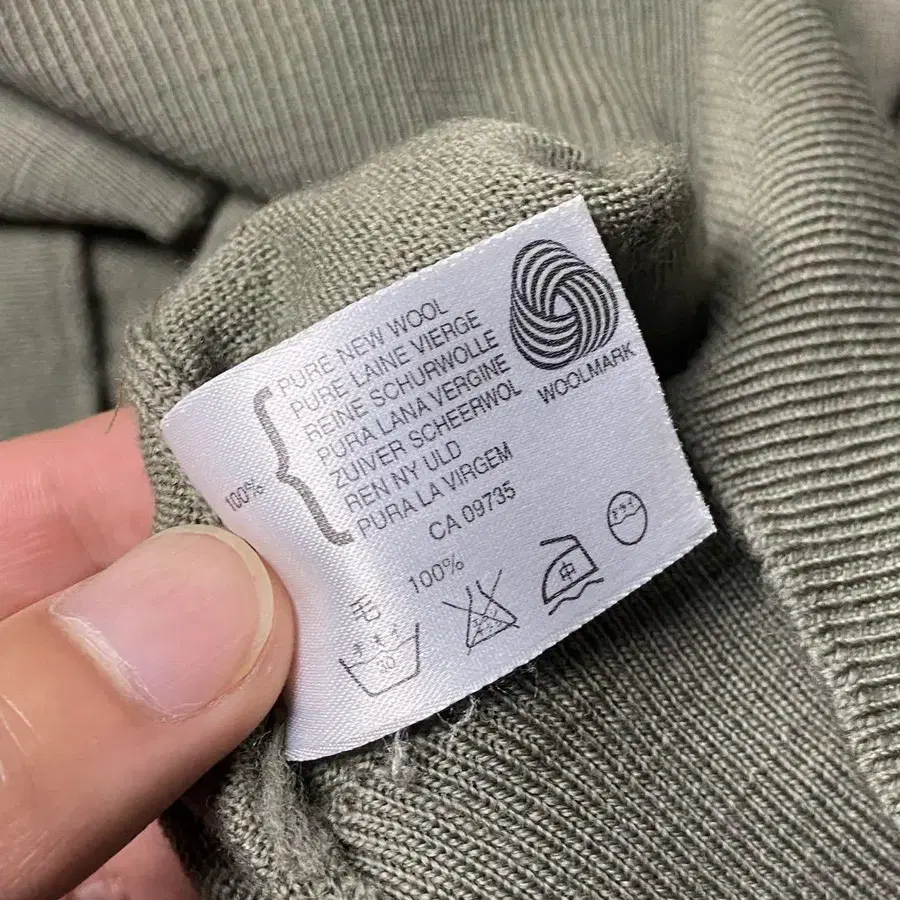 100%
PURE NEW WOOL
PURE LAINE VIERGE
REINE SCHURWOLLE
PURA LANA VERGINE
ZUIVER SCHEERWOL
REN NY ULD
PURA LA VIRGEM
WOOLMARK
CA 09735
毛 100%
30
中